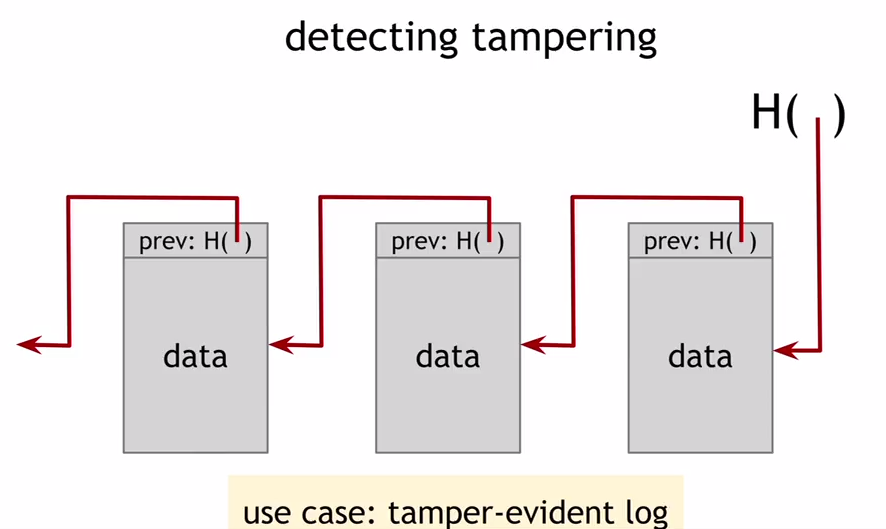 detecting tampering
H( )
prev: H( )
prev: H( )
prev: H( )
data
data
data
use case: tamper-evident log